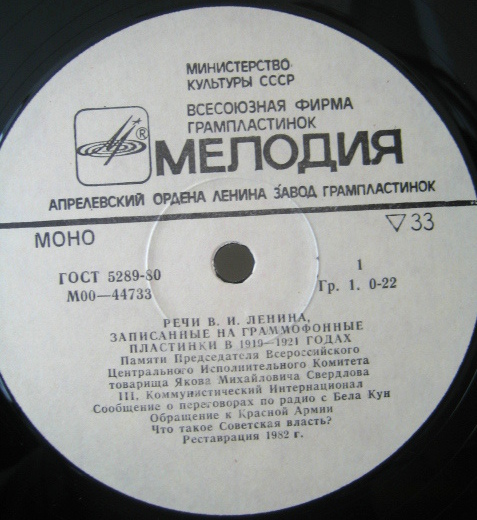 МИНИСТЕРСТВО
КУЛЬТУРЫ СССР
ВСЕСОЮЗНАЯ ФИРМА
ГРАМПЛАСТИНОК
® МЕЛОДИЯ
АПРЕЛЕВСКИЙ ОРДЕНА ЛЕНИНА ЗАВОД ГРАМПЛАСТИНОК
МОНО ▽33
ГОСТ 5289-80 1
М00—44733 Гр. 1. 0-22
РЕЧИ В. И. ЛЕНИНА,
ЗАПИСАННЫЕ НА ГРАММОФОННЫЕ
ПЛАСТИНКИ В 1919—1921 ГОДАХ
Памяти Председателя Всероссийского
Центрального Исполнительного Комитета
товарища Якова Михайловича Свердлова
III, Коммунистический Интернационал
Сообщение о переговорах по радио с Бела Кун
Обращение к Красной Армии
Что такое Советская власть?
Реставрация 1982 г.